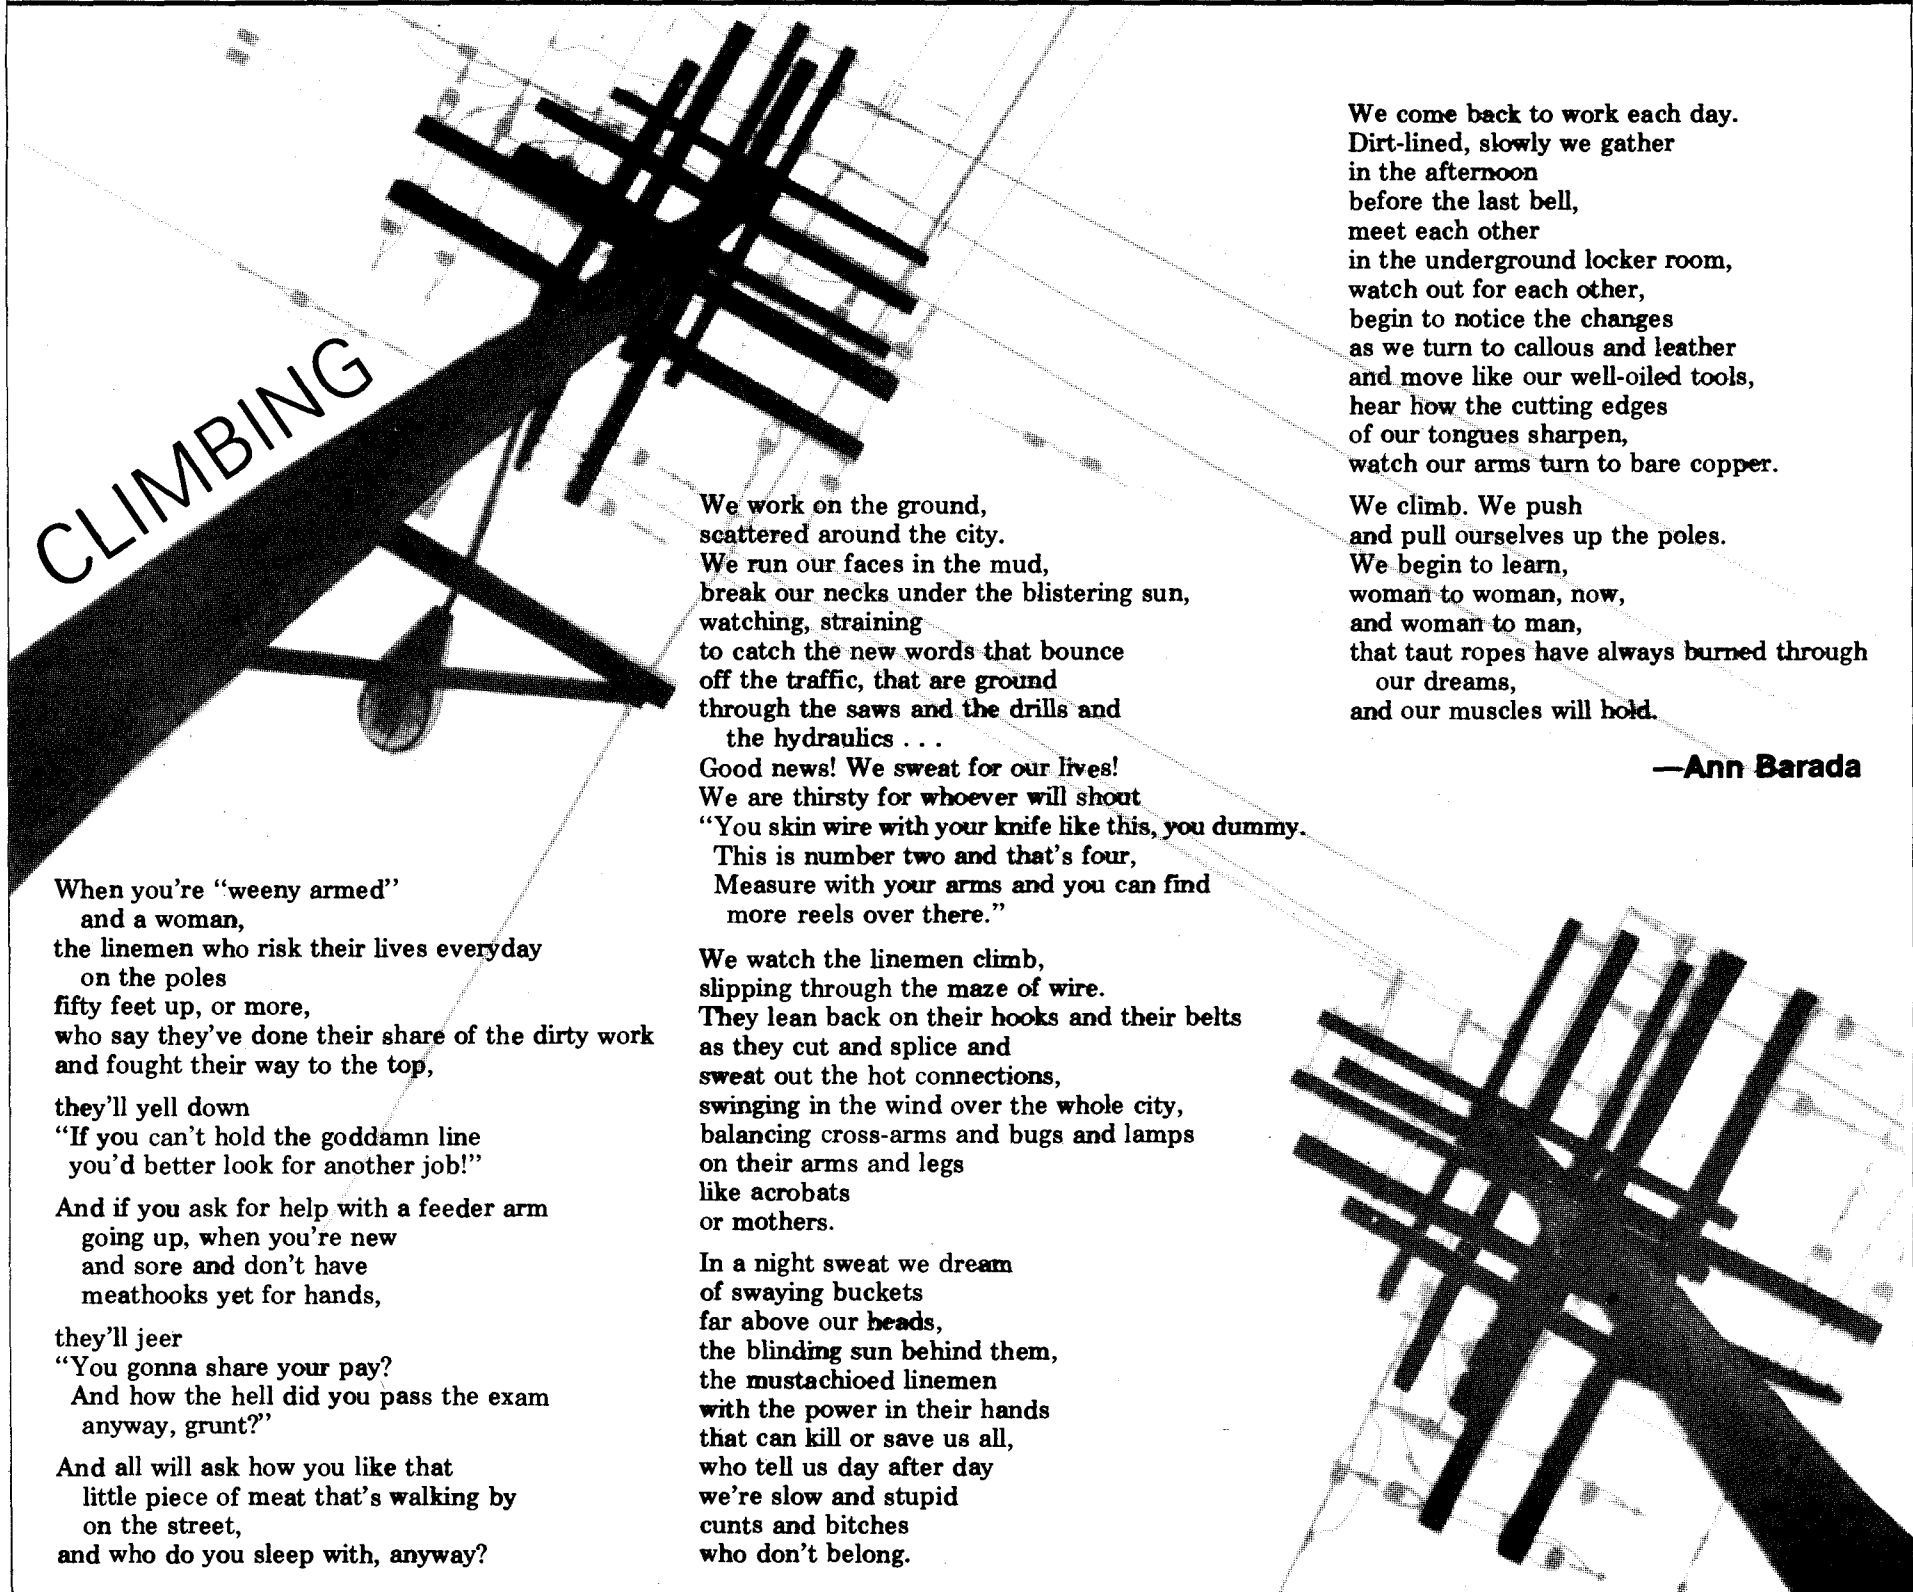 CLIMBING
When you're “weeny armed”
and a woman,
the linemen who risk their lives everyday
on the poles
fifty feet up, or more,
who say they've done their share of the dirty work
and fought their way to the top,
they'll yell down
“If you can't hold the goddamn line
you'd better look for another job!”
And if you ask for help with a feeder arm
going up, when you're new
and sore and don't have
meathooks yet for hands,
they'll jeer
“You gonna share your pay?
And how the hell did you pass the exam
anyway, grunt?”
And all will ask how you like that
little piece of meat that's walking by
on the street,
and who do you sleep with, anyway?
We work on the ground,
scattered around the city.
We run our faces in the mud,
break our necks under the blistering sun,
watching, straining
to catch the new words that bounce
off the traffic, that are ground
through the saws and the drills and
the hydraulics . . .
Good news! We sweat for our lives!
We are thirsty for whoever will shout
“You skin wire with your knife like this, you dummy.
This is number two and that's four,
Measure with your arms and you can find
more reels over there.”
We watch the linemen climb,
slipping through the maze of wire.
They lean back on their hooks and their belts
as they cut and splice and
sweat out the hot connections,
swinging in the wind over the whole city,
balancing cross-arms and bugs and lamps
on their arms and legs
like acrobats
or mothers.
In a night sweat we dream
of swaying buckets
far above our heads,
the blinding sun behind them,
the mustachioed linemen
with the power in their hands
that can kill or save us all,
who tell us day after day
we're slow and stupid
cunts and bitches
who don't belong.
We come back to work each day.
Dirt-lined, slowly we gather
in the afternoon
before the last bell,
meet each other
in the underground locker room,
watch out for each other,
begin to notice the changes
as we turn to callous and leather
and move like our well-oiled tools,
hear how the cutting edges
of our tongues sharpen,
watch our arms turn to bare copper.
We climb. We push
and pull ourselves up the poles.
We begin to learn,
woman to woman, now,
and woman to man,
that taut ropes have always burned through
our dreams,
and our muscles will hold.
—Ann Barada